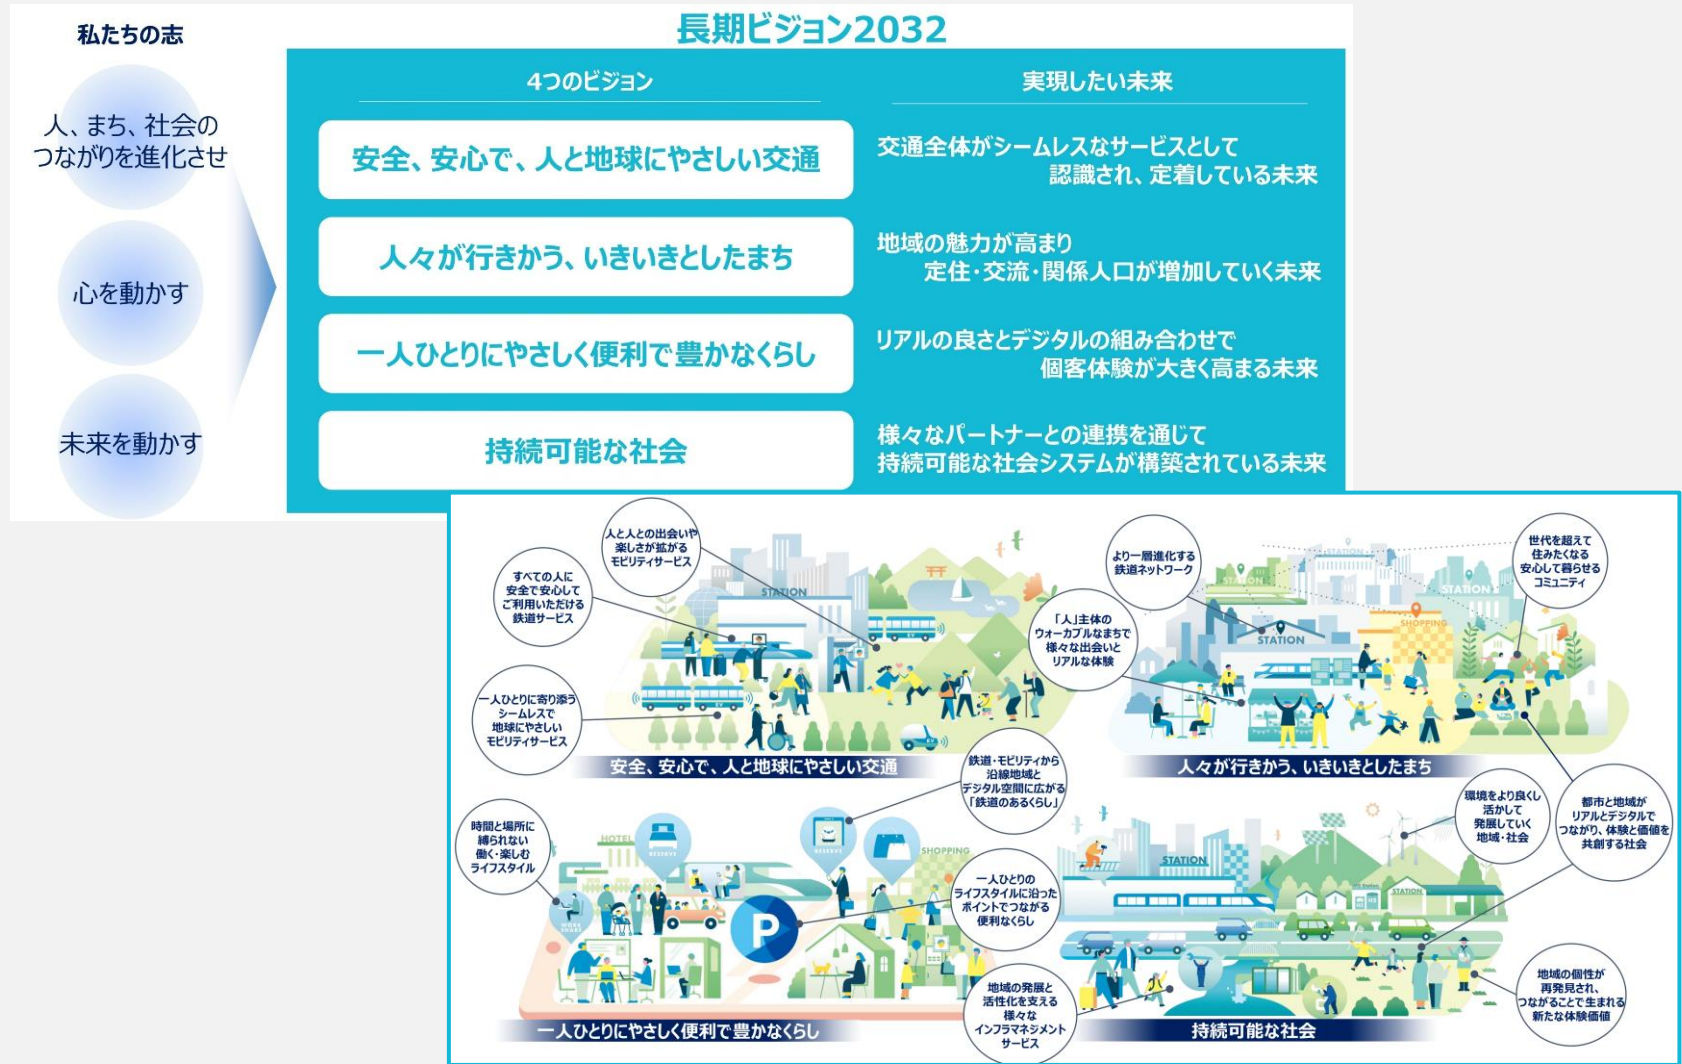 長期ビジョン2032
私たちの志
人、まち、社会の
つながりを進化させ
心を動かす
未来を動かす
4つのビジョン
実現したい未来
安全、安心で、人と地球にやさしい交通
交通全体がシームレスなサービスとして
認識され、定着している未来
人々が行きかう、いきいきとしたまち
地域の魅力が高まり
定住・交流・関係人口が増加していく未来
一人ひとりにやさしく便利で豊かなくらし
リアルの良さとデジタルの組み合わせで
個客体験が大きく高まる未来
持続可能な社会
様々なパートナーとの連携を通じて
持続可能な社会システムが構築されている未来
人と人との出会いや
楽しさが拡がる
モビリティサービス
すべての人に
安全で安心して
ご利用いただける
鉄道サービス
一人ひとりに寄り添う
シームレスで
地球にやさしい
モビリティサービス
STATION
EV
EV
安全、安心で、人と地球にやさしい交通
より一層進化する
鉄道ネットワーク
「人」主体の
ウォーカブルなまちで
様々な出会いと
リアルな体験
世代を超えて
住みたくなる
安心して暮らせる
コミュニティ
STATION
STATION
STATION
STATION
SHOPPING
人々が行きかう、いきいきとしたまち
時間と場所に
縛られない
働く・楽しむ
ライフスタイル
鉄道・モビリティから
沿線地域と
デジタル空間に広がる
「鉄道のあるくらし」
一人ひとりの
ライフスタイルに沿った
ポイントでつながる
便利なくらし
HOTEL
RESERVE
RESERVE
SHOPPING
WORK
SHARE
P
一人ひとりにやさしく便利で豊かなくらし
環境をより良くし
活かして
発展していく
地域・社会
都市と地域が
リアルとデジタルで
つながり、体験と価値を
共創する社会
地域の発展と
活性化を支える
様々な
インフラマネジメント
サービス
地域の個性が
再発見され、
つながることで生まれる
新たな体験価値
STATION
STATION
持続可能な社会